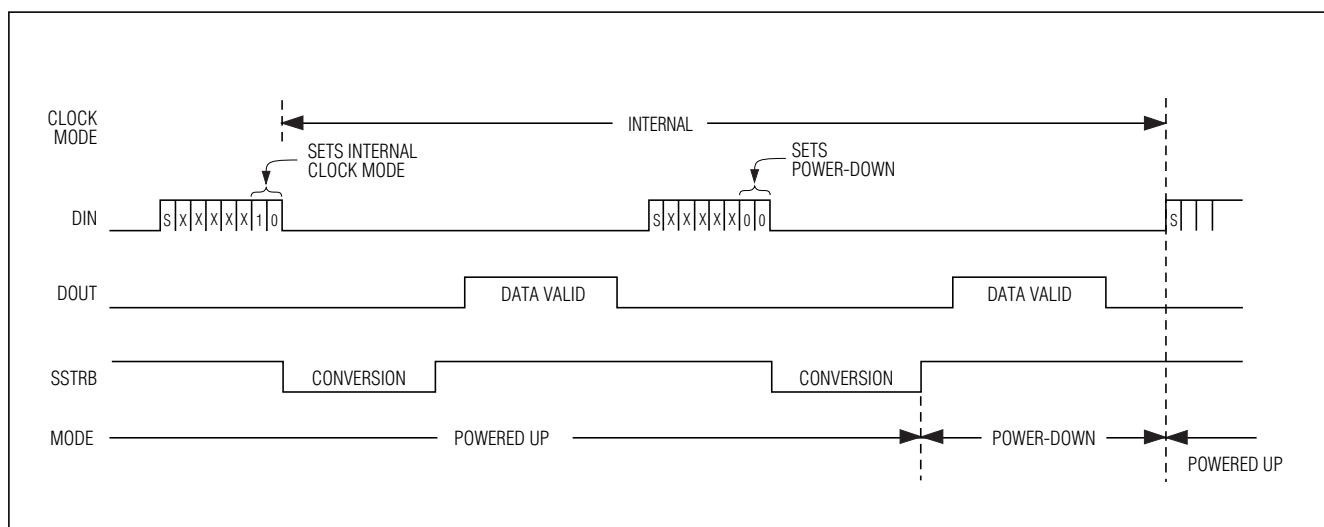 CLOCK
MODE
INTERNAL
SETS INTERNAL
CLOCK MODE
SETS
POWER-DOWN
DIN
S X X X X X 1 0
S X X X X X 0 0
S
DOUT
DATA VALID
DATA VALID
SSTRB
CONVERSION
CONVERSION
MODE
POWERED UP
POWER-DOWN
POWERED UP